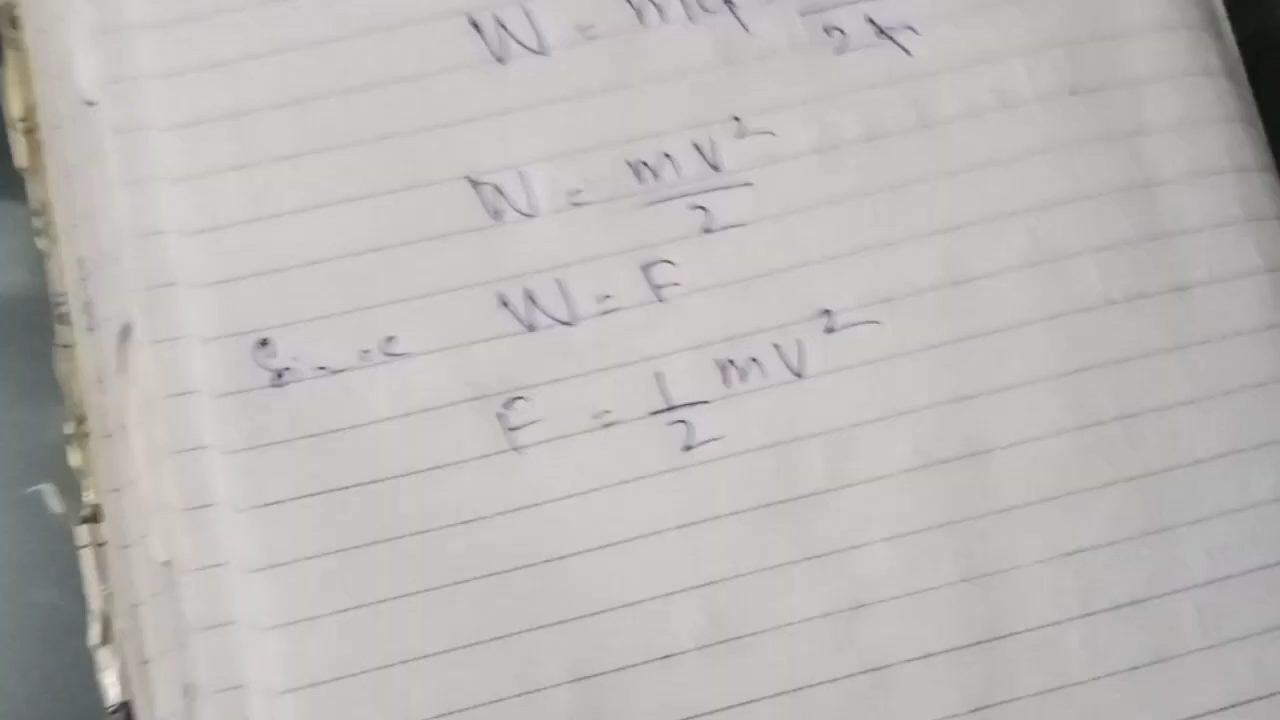 W =
W = mv²/2
Since W = F
F = 1/2 mv²